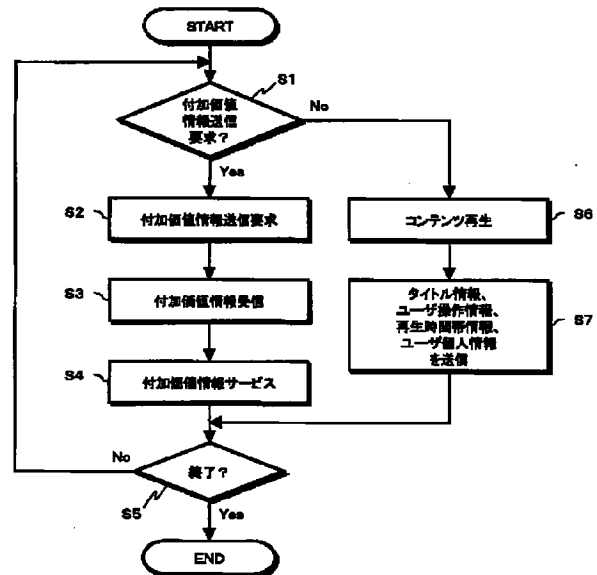 START
S1
付加価値
情報送信
要求?
No
Yes
S2
付加価値情報送信要求
S6
コンテンツ再生
S3
付加価値情報受信
タイトル情報、
ユーザ操作情報、
再生時間帯情報、
ユーザ個人情報
を送信
S7
S4
付加価値情報サービス
No
終了?
S5
Yes
END